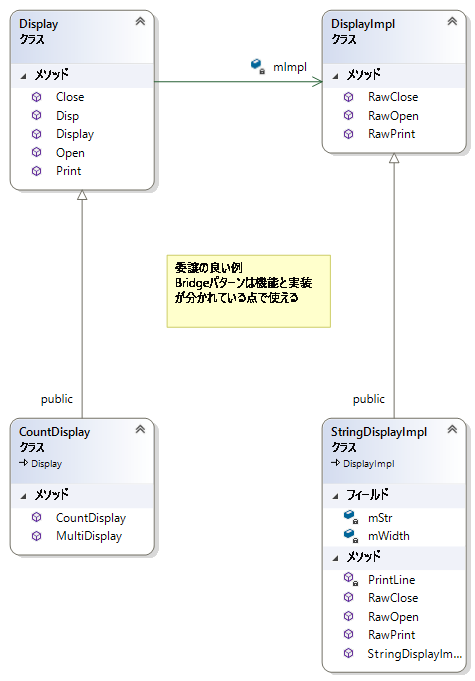 Display
クラス
メソッド
Close
Disp
Display
Open
Print
mImpl
DisplayImpl
クラス
メソッド
RawClose
RawOpen
RawPrint
委譲の良い例
Bridgeパターンは機能と実装
が分かれている点で使える
public
CountDisplay
クラス
Display
メソッド
CountDisplay
MultiDisplay
public
StringDisplayImpl
クラス
DisplayImpl
フィールド
mStr
mWidth
メソッド
PrintLine
RawClose
RawOpen
RawPrint
StringDisplayIm...